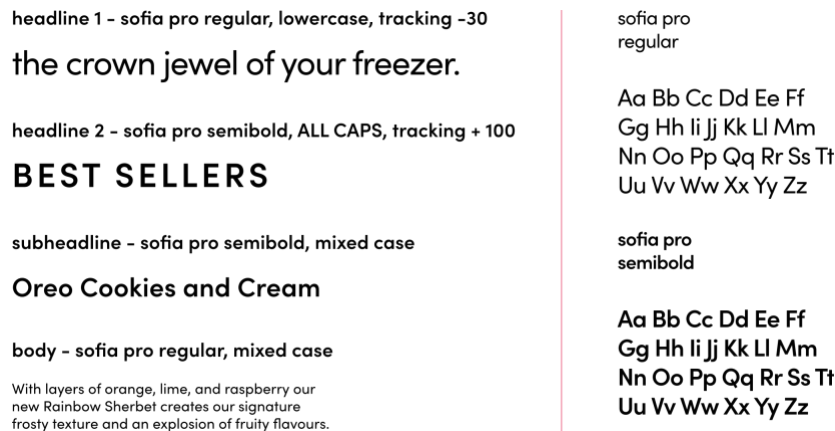 headline 1 - sofia pro regular, lowercase, tracking -30
the crown jewel of your freezer.
headline 2 - sofia pro semibold, ALL CAPS, tracking + 100
BEST SELLERS
subheadline - sofia pro semibold, mixed case
Oreo Cookies and Cream
body - sofia pro regular, mixed case
With layers of orange, lime, and raspberry our
new Rainbow Sherbet creates our signature
frosty texture and an explosion of fruity flavours.
sofia pro
regular
Aa Bb Cc Dd Ee Ff
Gg Hh Ii Jj Kk Ll Mm
Nn Oo Pp Qq Rr Ss Tt
Uu Vv Ww Xx Yy Zz
sofia pro
semibold
Aa Bb Cc Dd Ee Ff
Gg Hh Ii Jj Kk Ll Mm
Nn Oo Pp Qq Rr Ss Tt
Uu Vv Ww Xx Yy Zz